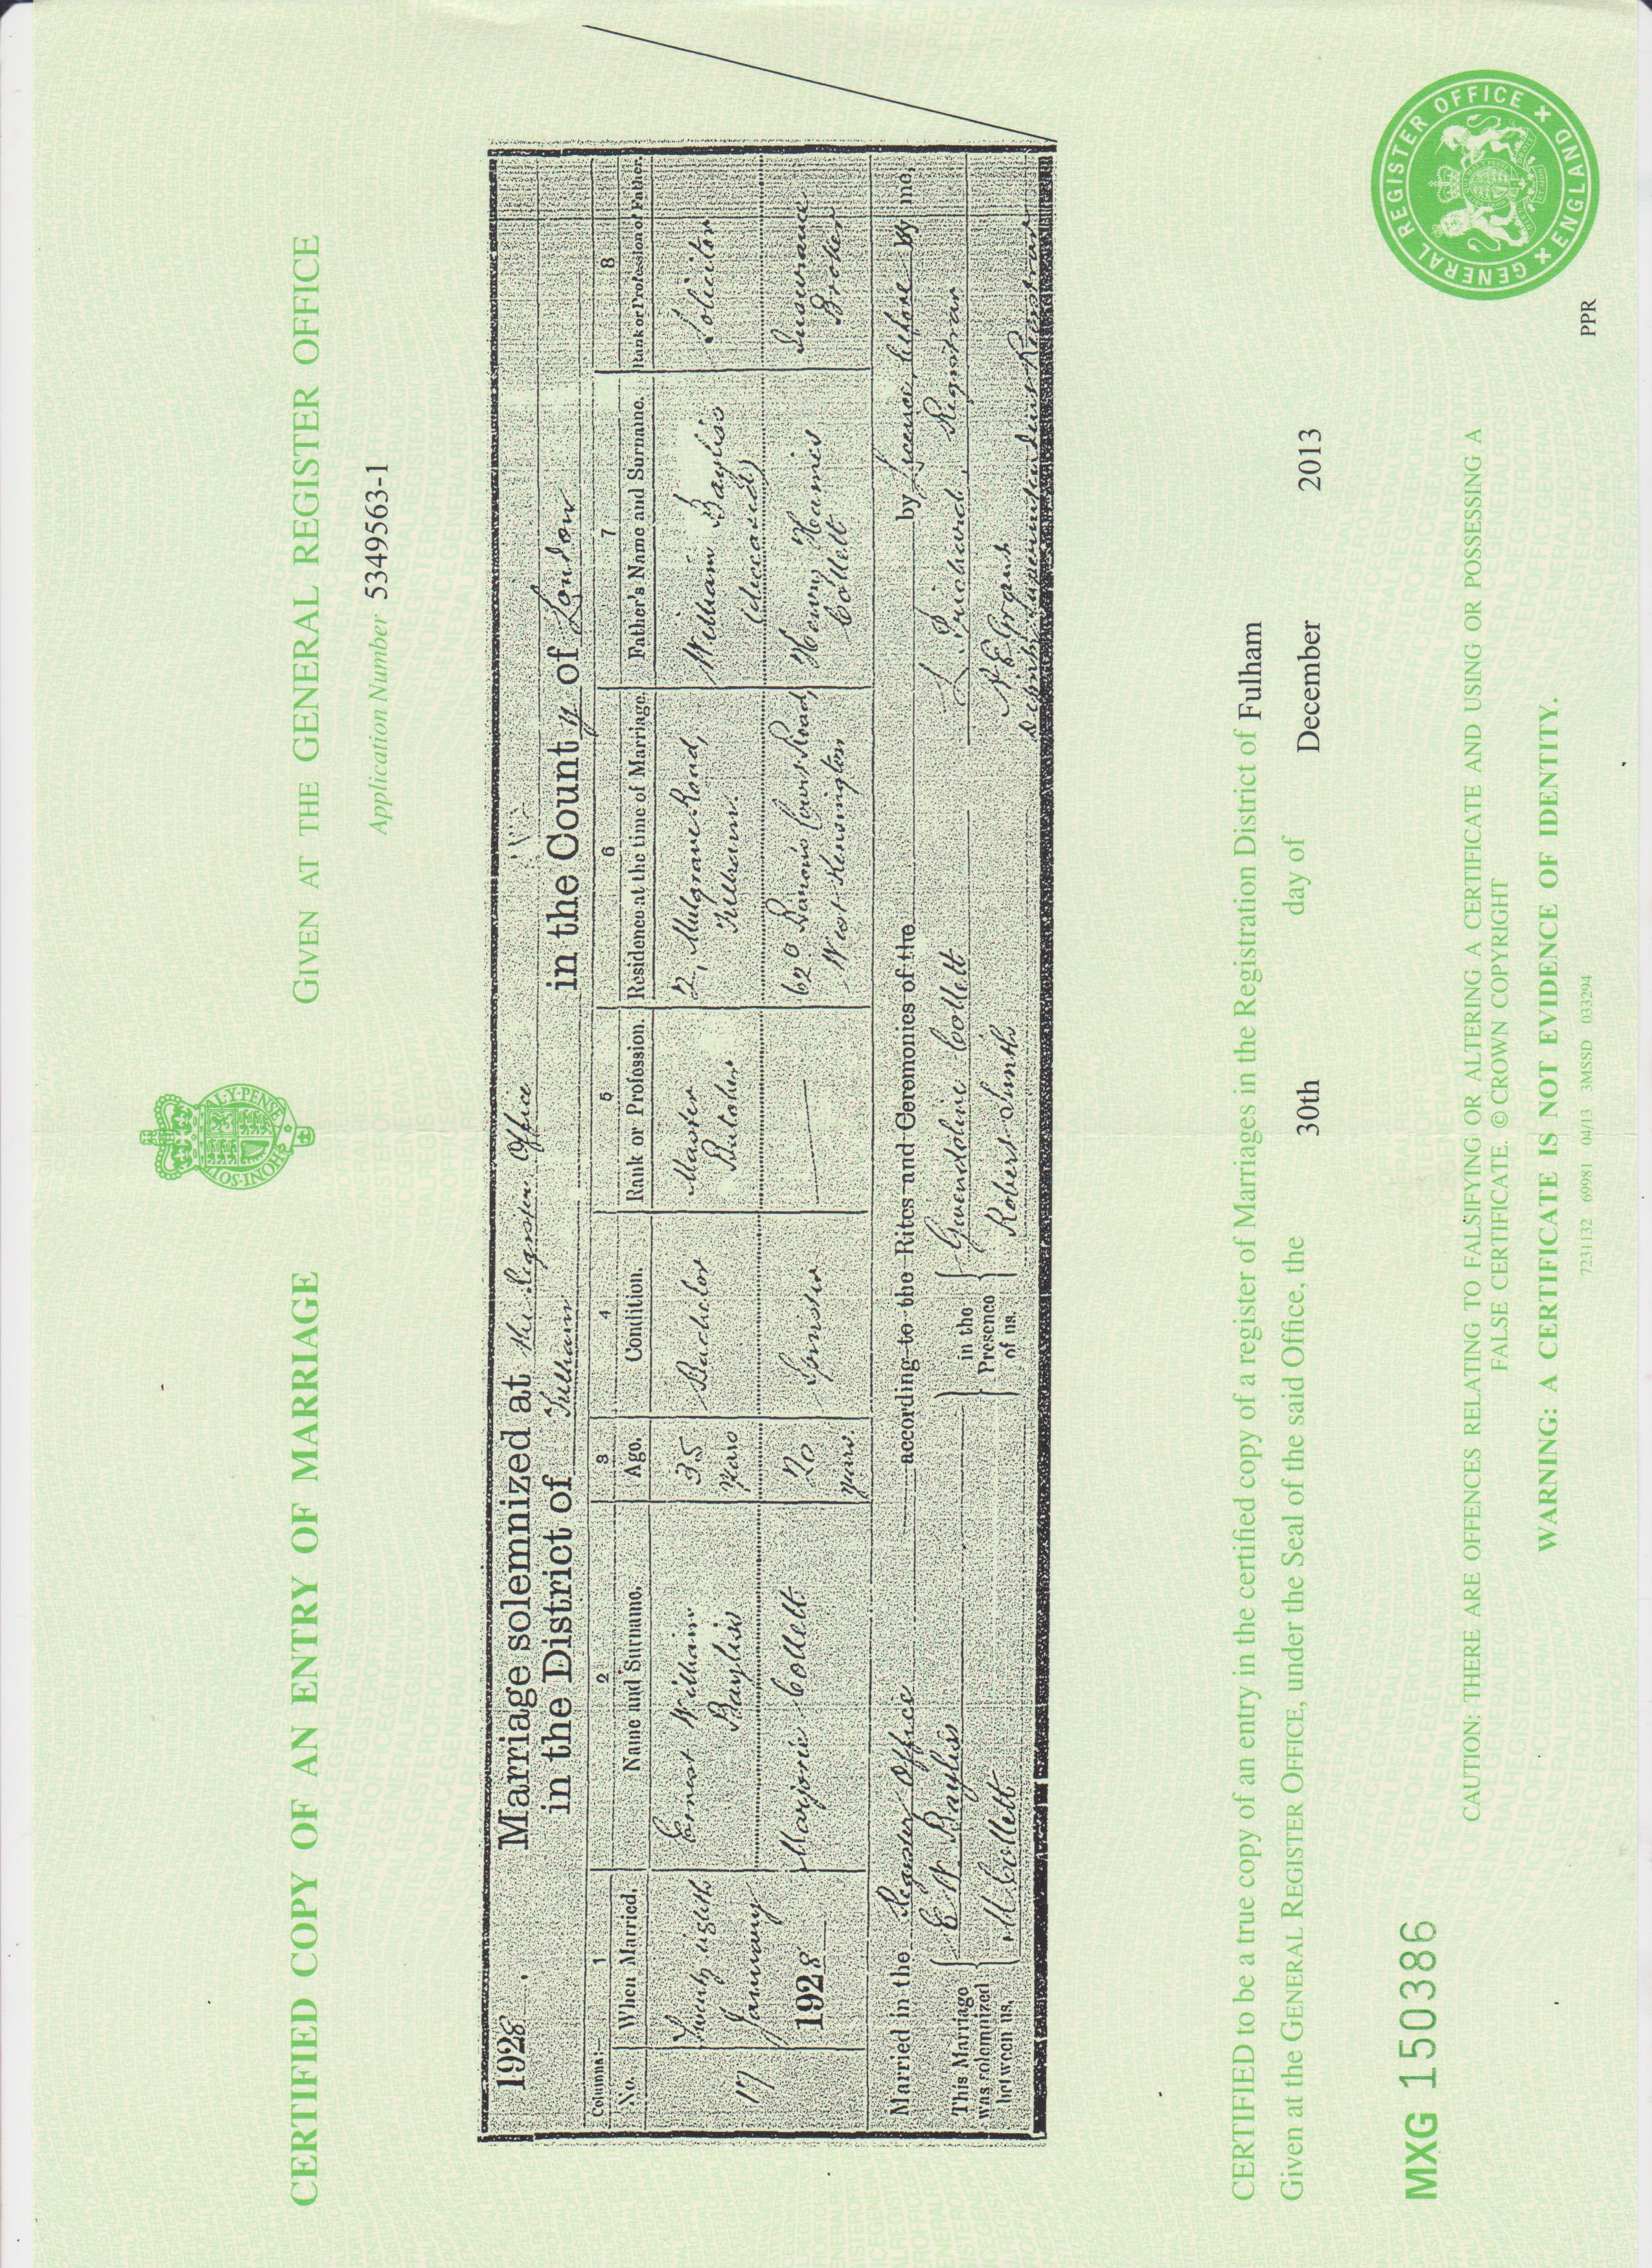 CERTIFIED COPY OF AN ENTRY OF MARRIAGE GIVEN AT THE GENERAL REGISTER OFFICE
HONI·SOI ALY·PENSE
Application Number 5349563-1
1928. Marriage solemnized at the Register Office
in the District of Fulham in the County of London
Columns:— 1 2 3 4 5 6 7 8
No. When Married. Name and Surname. Age. Condition. Rank or Profession. Residence at the time of Marriage. Father's Name and Surname. Rank or Profession of Father.
17 Twenty eighth Ernest William 35 Bachelor Master 2, Mulgrave Road, William Bayliss Solicitor
January Bayliss years Butcher Fulham. (deceased)
1928 Marjorie Collett 20 Spinster ——— Barons Court Road, Henry Haines Insurance
years West Kensington Collett Broker
Married in the Register Office according to the Rites and Ceremonies of the by Licence, before by me,
This Marriage was solemnized between us, E W Bayliss in the Presence of us. Gwendoline Collett L Prichard, Registrar
M Collett Robert Smith Evans
Deputy Superintendent Registrar
CERTIFIED to be a true copy of an entry in the certified copy of a register of Marriages in the Registration District of Fulham
Given at the GENERAL REGISTER OFFICE, under the Seal of the said Office, the 30th day of December 2013
MXG 150386
CAUTION: THERE ARE OFFENCES RELATING TO FALSIFYING OR ALTERING A CERTIFICATE AND USING OR POSSESSING A
FALSE CERTIFICATE. © CROWN COPYRIGHT
WARNING: A CERTIFICATE IS NOT EVIDENCE OF IDENTITY.
7231132 69981 04/13 3MSSD 033294
PPR
GENERAL REGISTER OFFICE ENGLAND